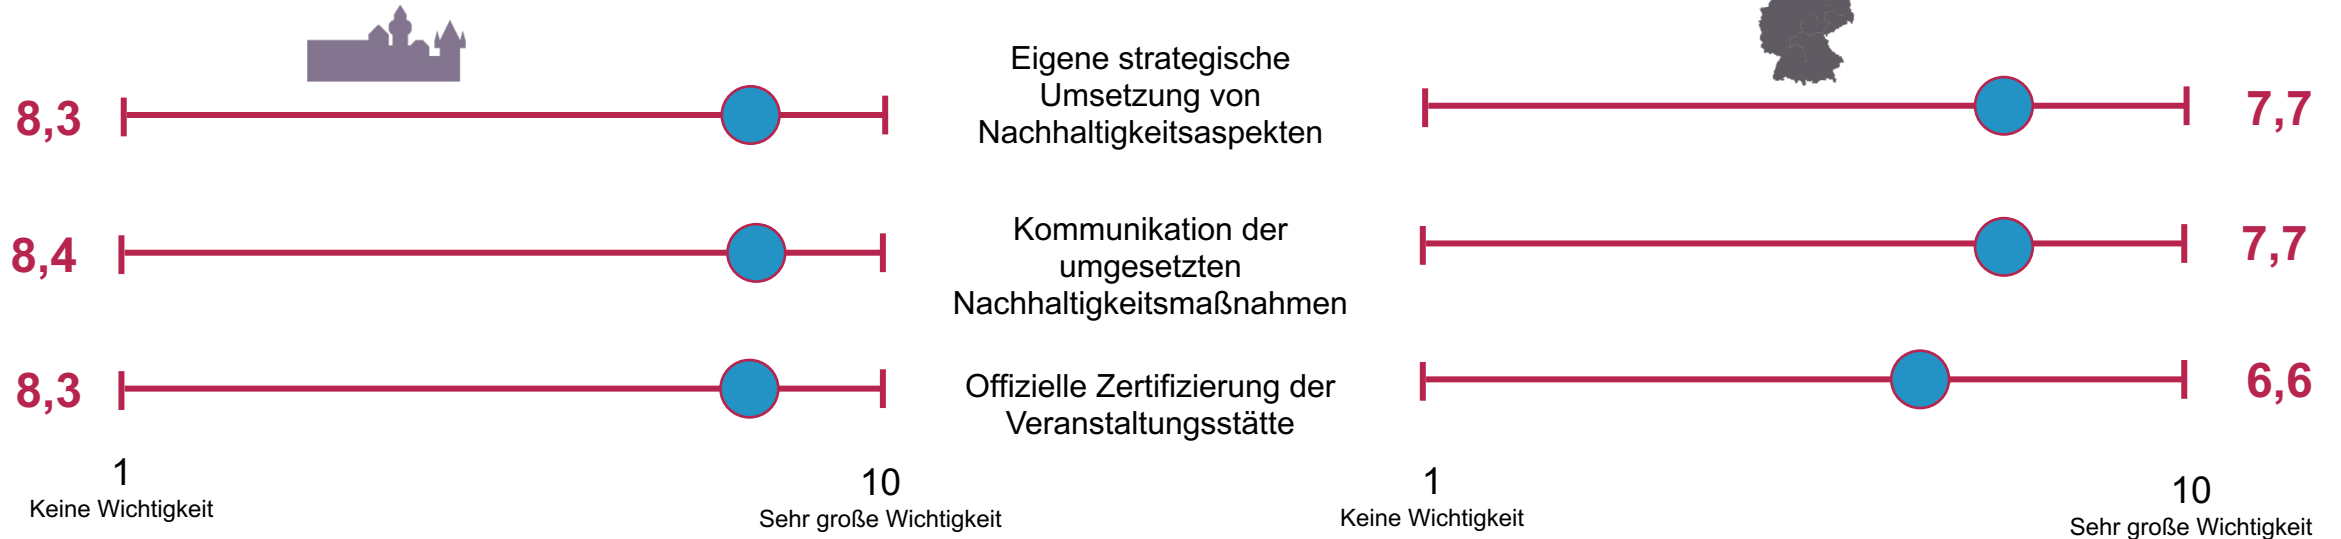 8,3
Eigene strategische
Umsetzung von
Nachhaltigkeitsaspekten
7,7
8,4
Kommunikation der
umgesetzten
Nachhaltigkeitsmaßnahmen
7,7
8,3
Offizielle Zertifizierung der
Veranstaltungsstätte
6,6
1
Keine Wichtigkeit
10
Sehr große Wichtigkeit
1
Keine Wichtigkeit
10
Sehr große Wichtigkeit